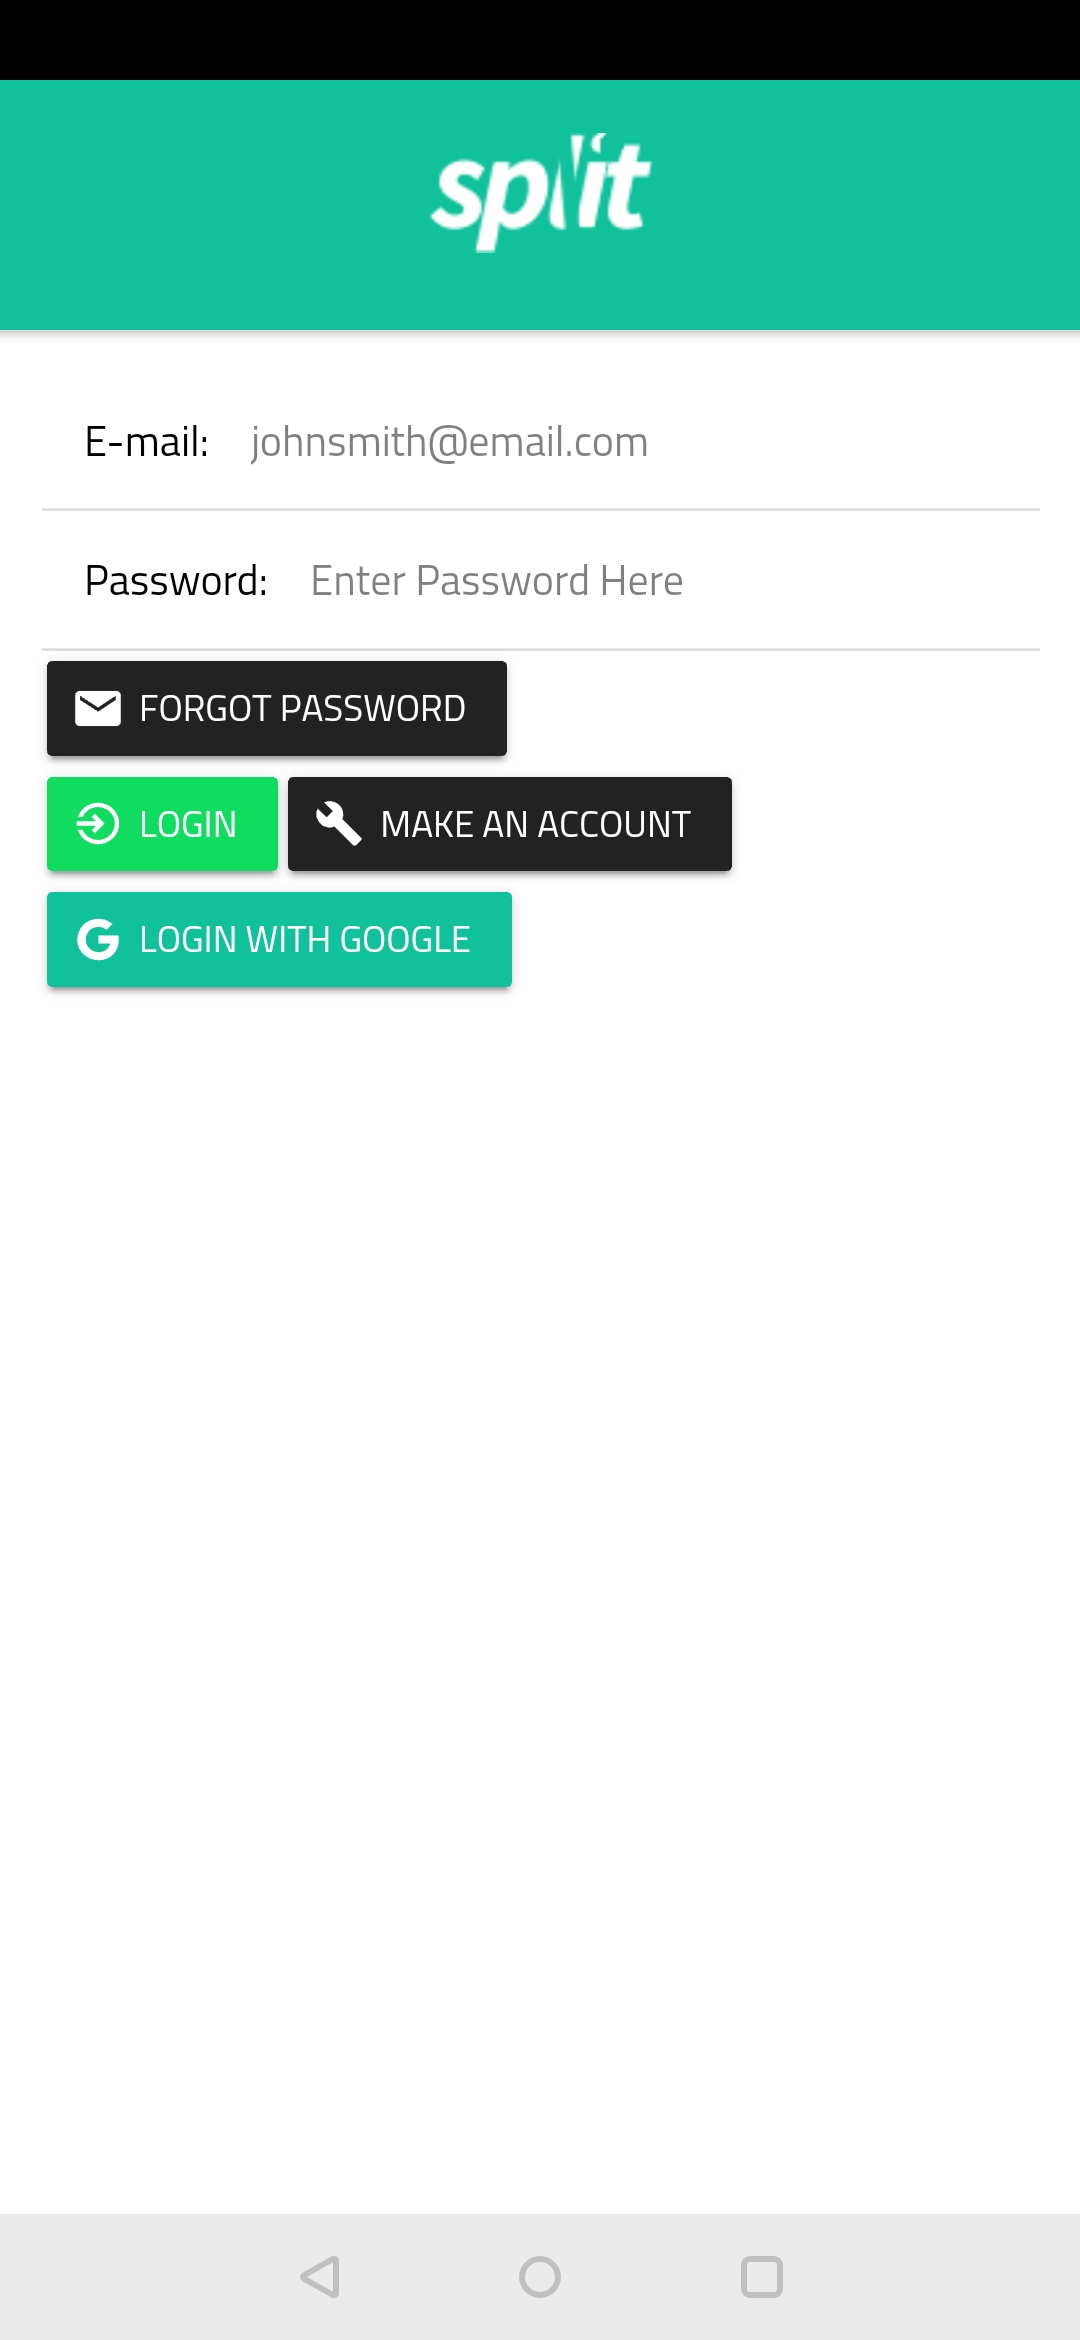 split
E-mail: johnsmith@email.com
Password: Enter Password Here
FORGOT PASSWORD
LOGIN MAKE AN ACCOUNT
LOGIN WITH GOOGLE